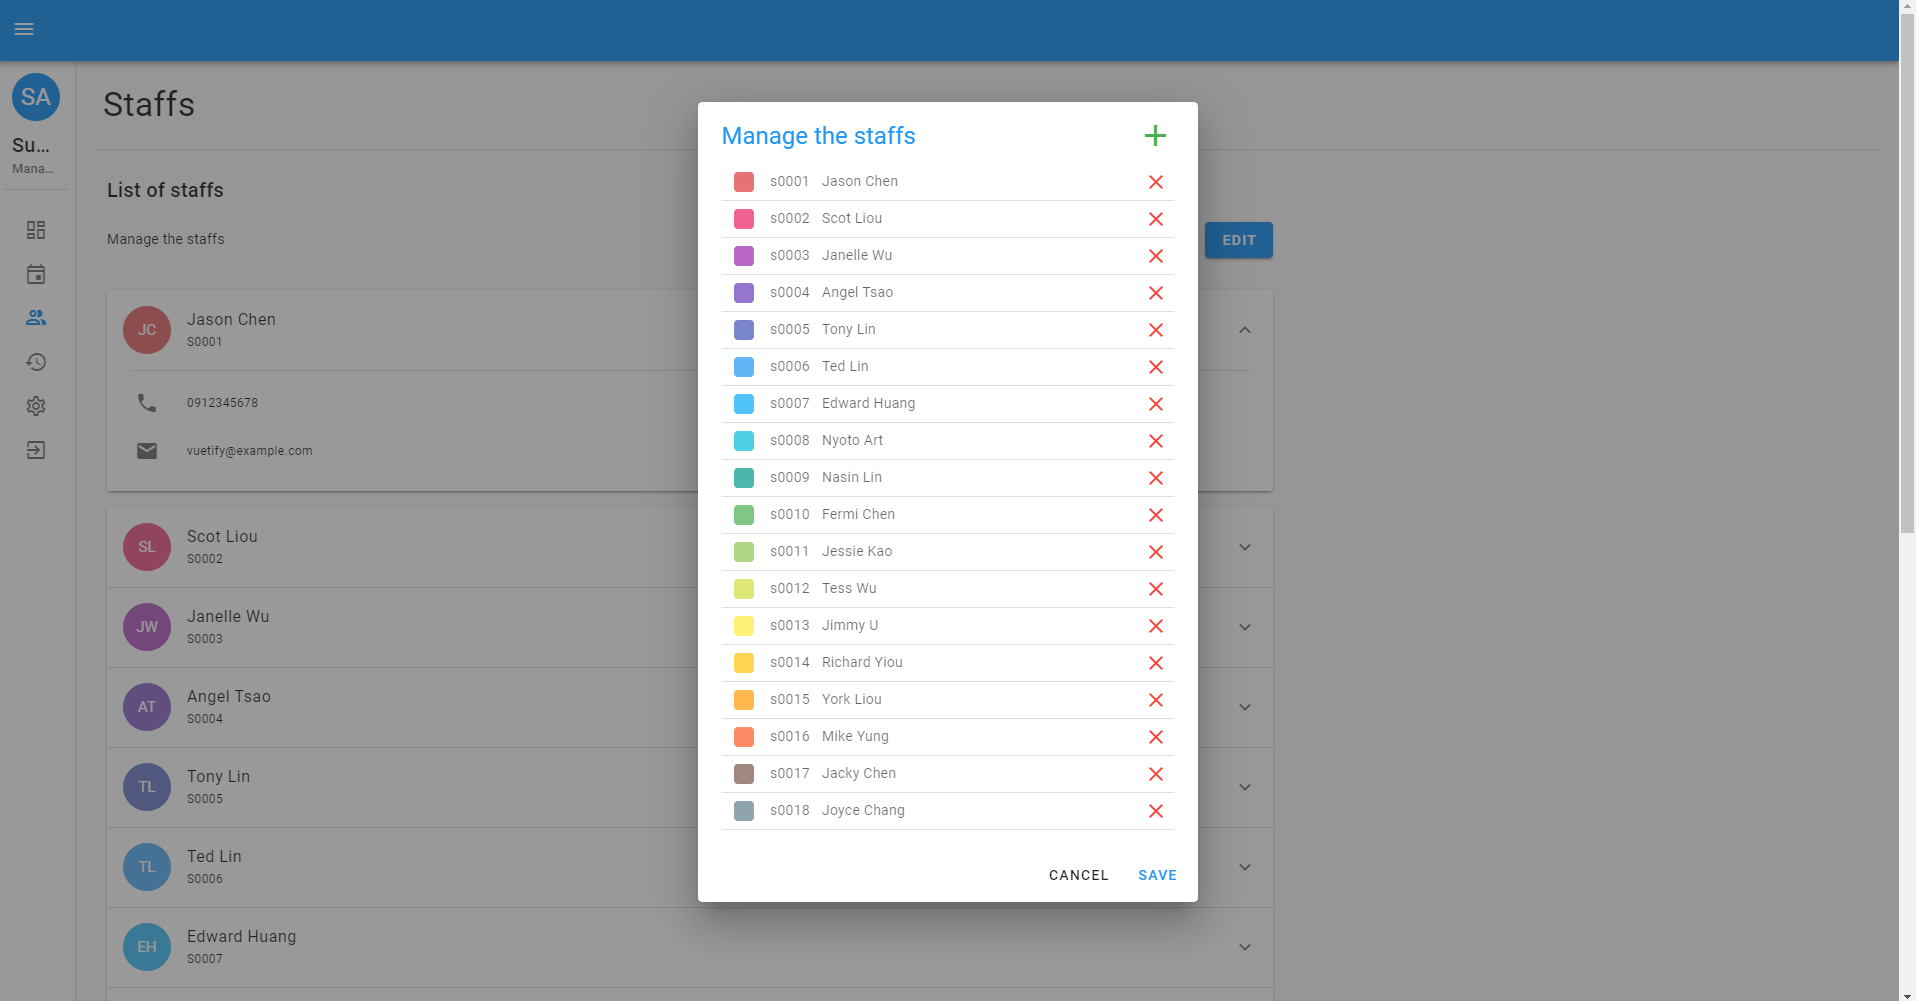 SA
Su...
Mana...
Staffs
List of staffs
Manage the staffs
EDIT
JC
Jason Chen
S0001
0912345678
vuetify@example.com
SL
Scot Liou
S0002
JW
Janelle Wu
S0003
AT
Angel Tsao
S0004
TL
Tony Lin
S0005
TL
Ted Lin
S0006
EH
Edward Huang
S0007
Manage the staffs
s0001 Jason Chen
s0002 Scot Liou
s0003 Janelle Wu
s0004 Angel Tsao
s0005 Tony Lin
s0006 Ted Lin
s0007 Edward Huang
s0008 Nyoto Art
s0009 Nasin Lin
s0010 Fermi Chen
s0011 Jessie Kao
s0012 Tess Wu
s0013 Jimmy U
s0014 Richard Yiou
s0015 York Liou
s0016 Mike Yung
s0017 Jacky Chen
s0018 Joyce Chang
CANCEL SAVE